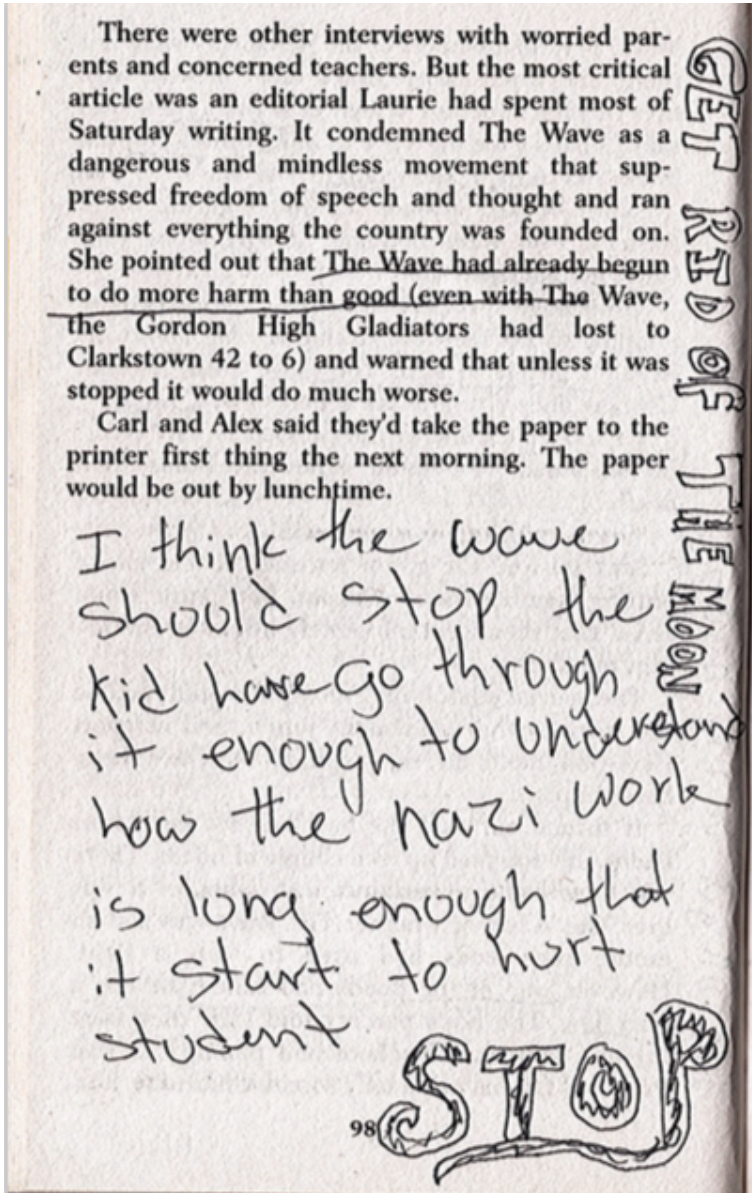 There were other interviews with worried par-
ents and concerned teachers. But the most critical
article was an editorial Laurie had spent most of
Saturday writing. It condemned The Wave as a
dangerous and mindless movement that sup-
pressed freedom of speech and thought and ran
against everything the country was founded on.
She pointed out that The Wave had already begun
to do more harm than good (even with The Wave,
the Gordon High Gladiators had lost to
Clarkstown 42 to 6) and warned that unless it was
stopped it would do much worse.
Carl and Alex said they'd take the paper to the
printer first thing the next morning. The paper
would be out by lunchtime.
GET RID OF THE MOON
I think the wave
should stop the
kid have go through
it enough to understand
how the nazi work
is long enough that
it start to hurt
student
STOP
98